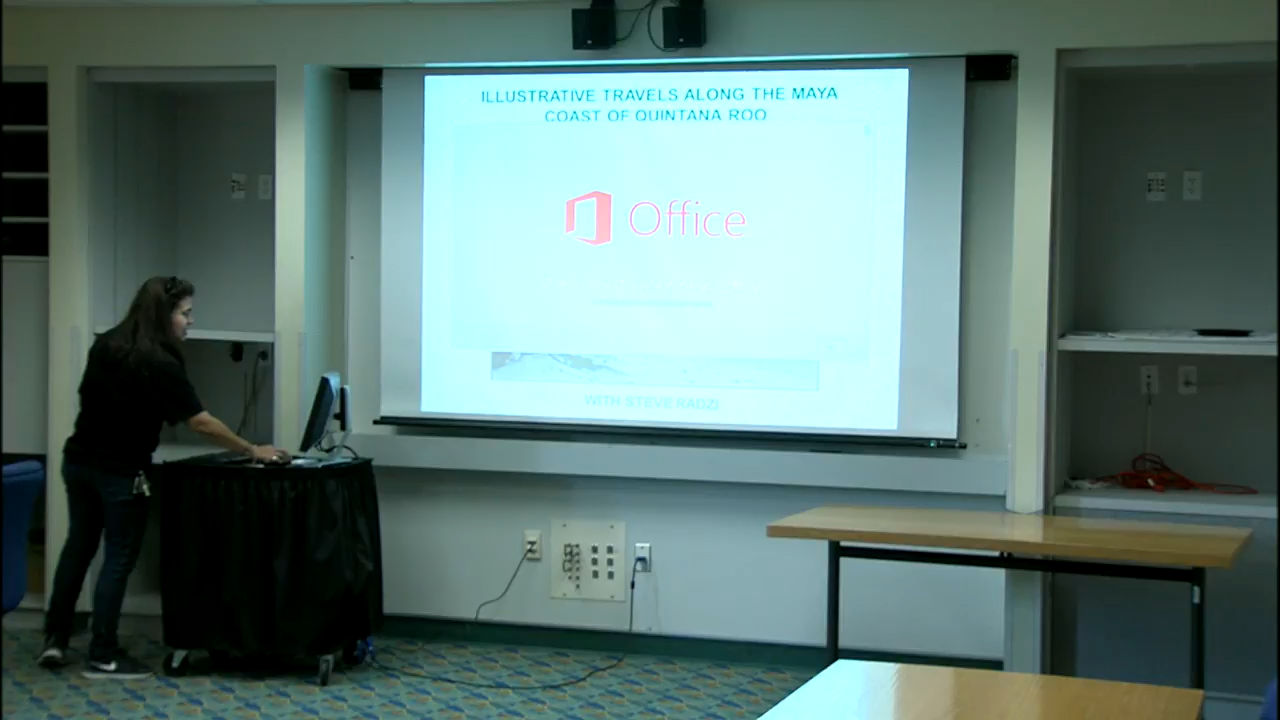 ILLUSTRATIVE TRAVELS ALONG THE MAYA
COAST OF QUINTANA ROO
Office
WITH STEVE RADZI